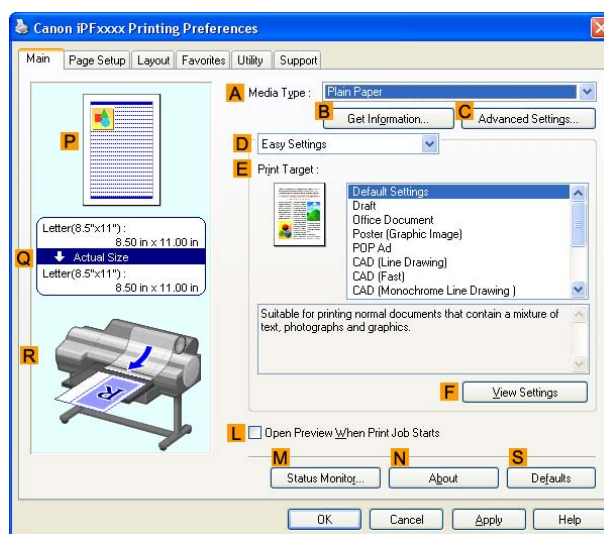 Canon iPFxxxx Printing Preferences
Main Page Setup Layout Favorites Utility Support
A Media Type : Plain Paper
B Get Information... C Advanced Settings...
D Easy Settings
E Print Target :
P
Default Settings
Draft
Office Document
Poster (Graphic Image)
POP Ad
CAD (Line Drawing)
CAD (Fast)
CAD (Monochrome Line Drawing )
Letter(8.5"x11") :
8.50 in x 11.00 in
Q Actual Size
Letter(8.5"x11") :
8.50 in x 11.00 in
Suitable for printing normal documents that contain a mixture of
text, photographs and graphics.
R
R
F View Settings
L Open Preview When Print Job Starts
M Status Monitor... N About S Defaults
OK Cancel Apply Help